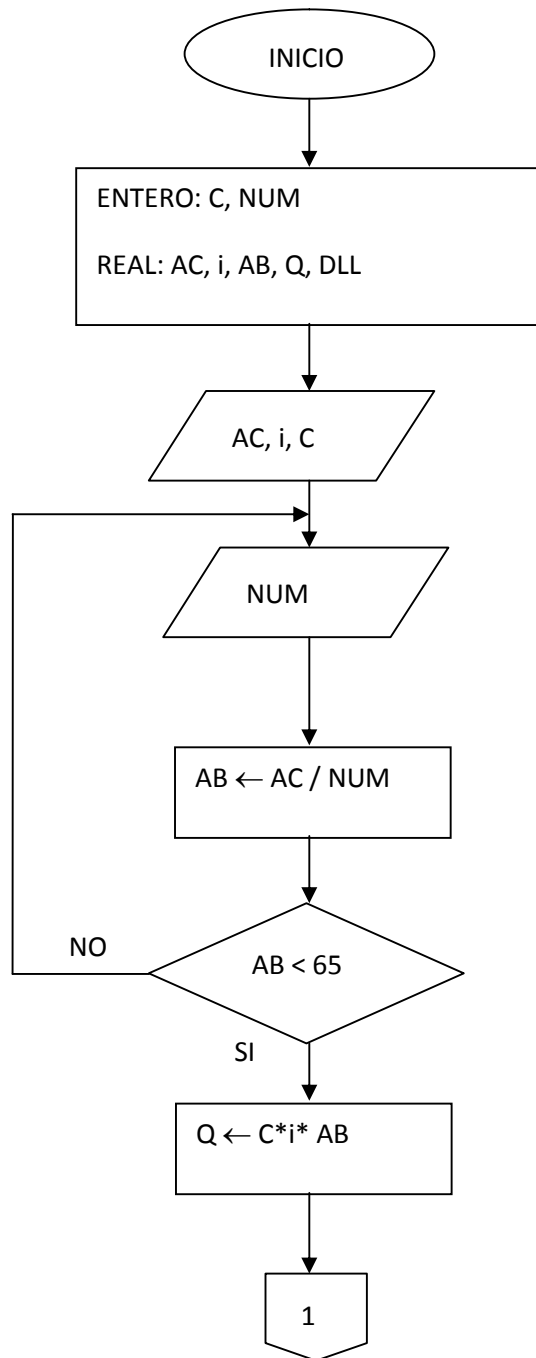 INICIO
ENTERO: C, NUM
REAL: AC, i, AB, Q, DLL
AC, i, C
NUM
AB ← AC / NUM
AB < 65
NO
SI
Q ← C*i* AB
1